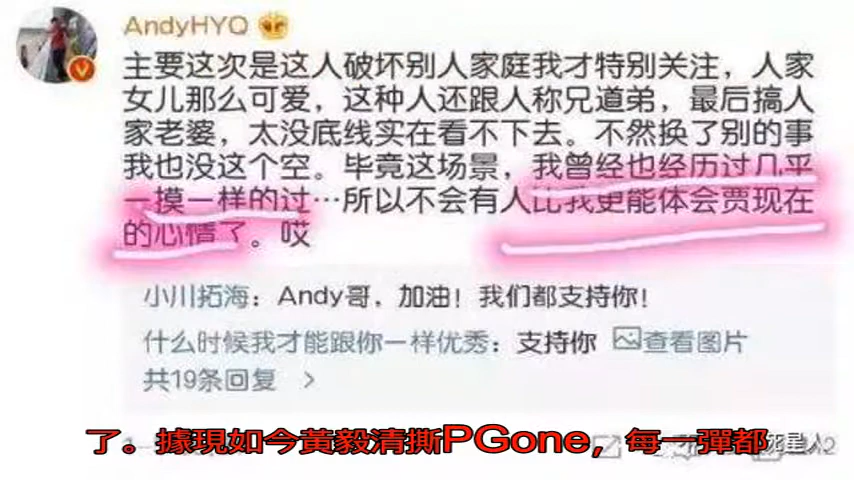 AndyHYQ
主要这次是这人破坏别人家庭我才特别关注，人家
女儿那么可爱，这种人还跟人称兄道弟，最后搞人
家老婆，太没底线实在看不下去。不然换了别的事
我也没这个空。毕竟这场景，我曾经也经历过几乎
一摸一样的过…所以不会有人比我更能体会贾现在
的心情了。哎
小川拓海：Andy哥，加油！我们都支持你！
什么时候我才能跟你一样优秀：支持你 查看图片
共19条回复 >
了。據現如今黃毅清撕PGone，每一彈都